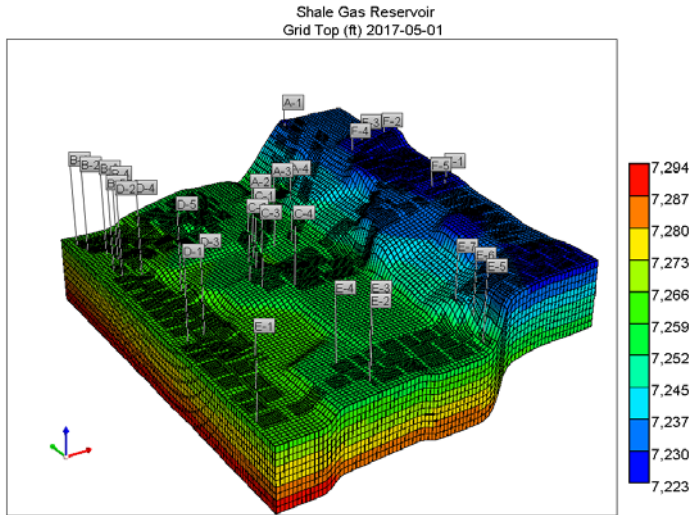 Shale Gas Reservoir
Grid Top (ft) 2017-05-01
A-1
F-3
F-2
F-4
B-2
A-3
A-4
A-2
F-5
D-2
D-4
C-1
D-5
C-3
C-4
D-3
D-1
E-7
E-6
E-5
E-4
E-3
E-2
E-1
7,294
7,287
7,280
7,273
7,266
7,259
7,252
7,245
7,237
7,230
7,223